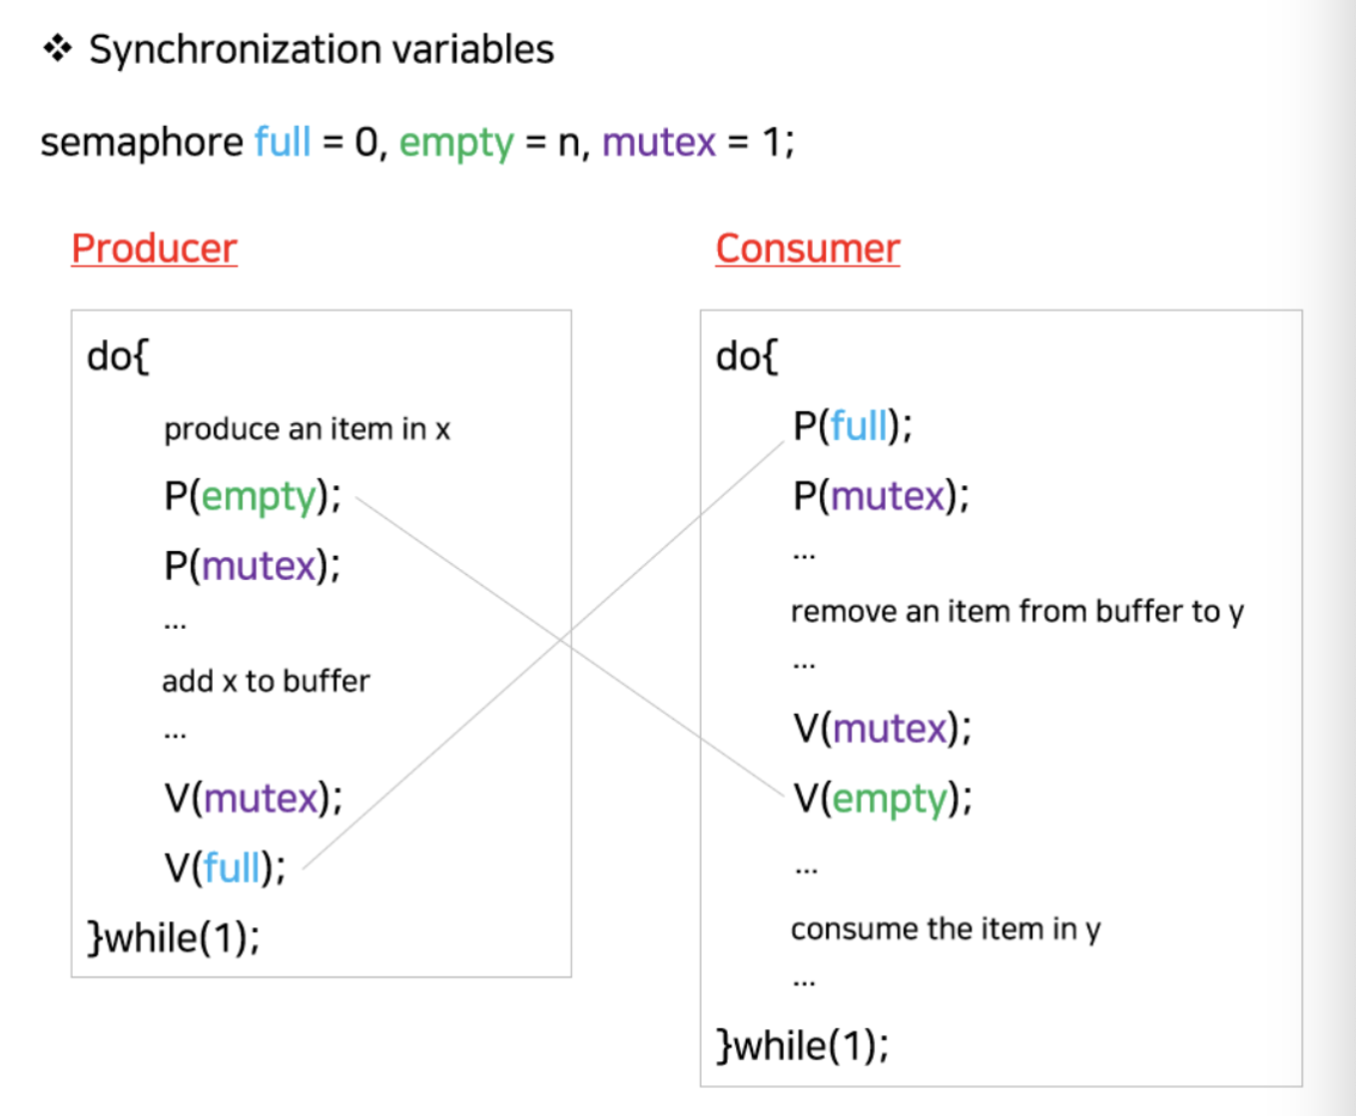 ❖ Synchronization variables
semaphore full = 0, empty = n, mutex = 1;
Producer
do{
produce an item in x
P(empty);
P(mutex);
...
add x to buffer
...
V(mutex);
V(full);
}while(1);
Consumer
do{
P(full);
P(mutex);
...
remove an item from buffer to y
...
V(mutex);
V(empty);
...
consume the item in y
...
}while(1);